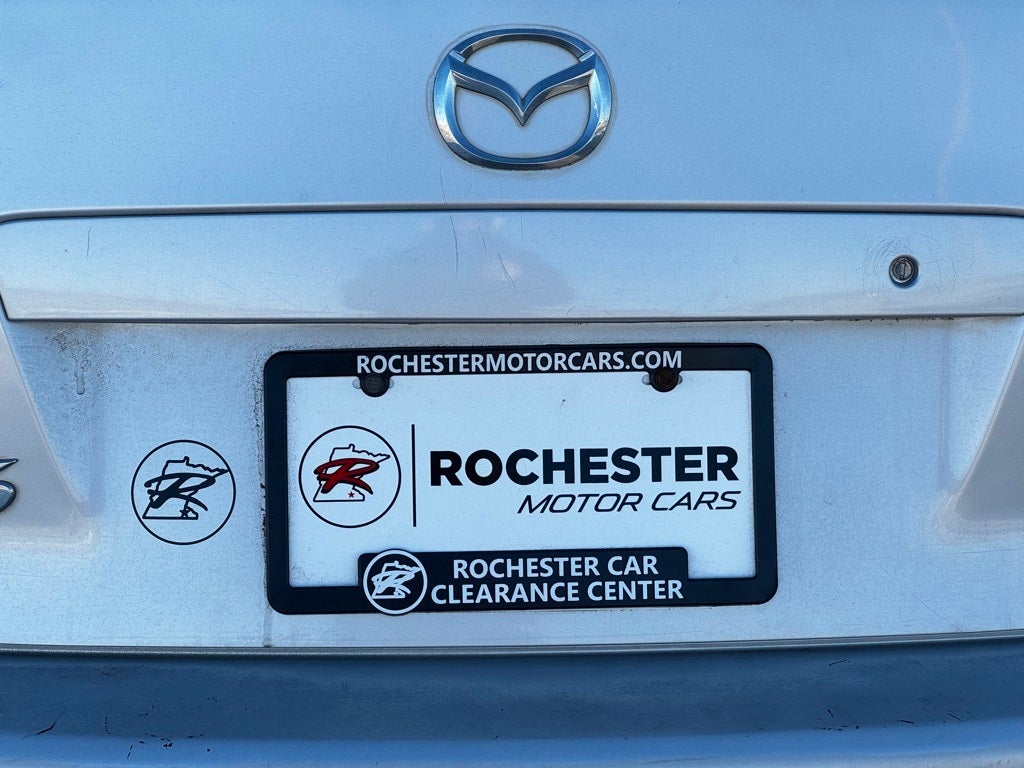 ROCHESTERMOTORCARS.COM
R
R
ROCHESTER
MOTOR CARS
R
ROCHESTER CAR
CLEARANCE CENTER